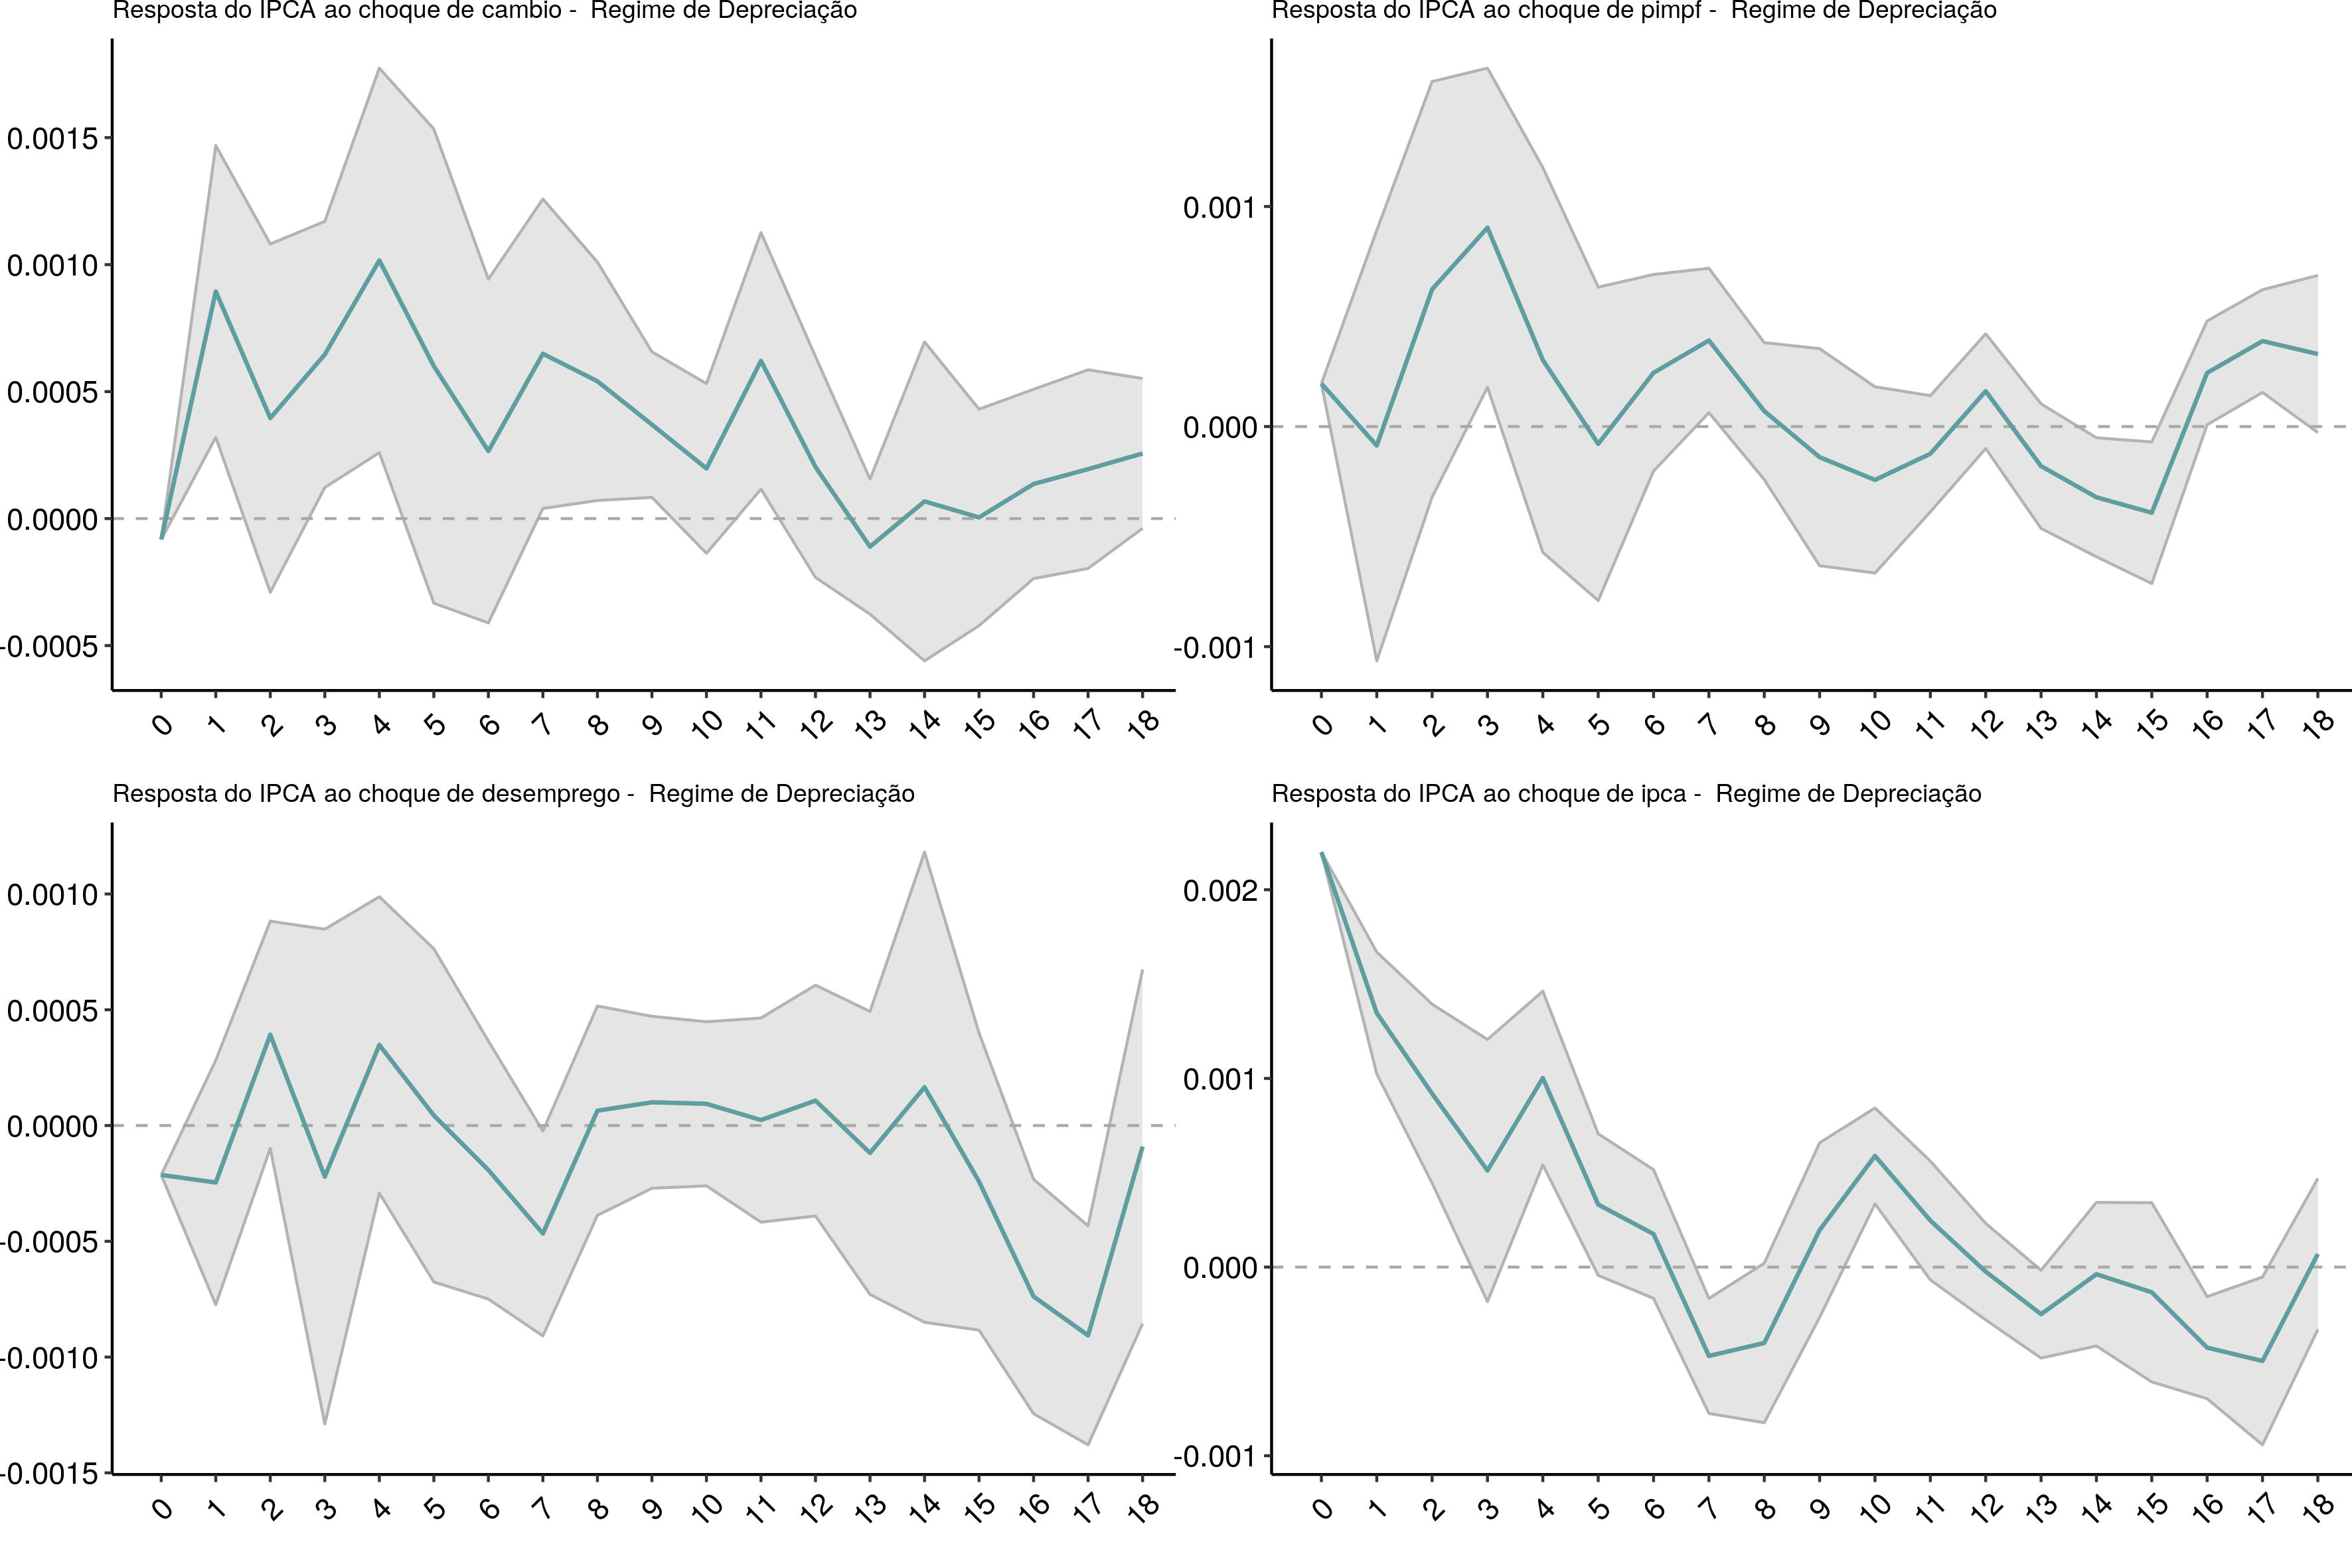 Resposta do IPCA ao choque de cambio -  Regime de Depreciação
0.0015
0.0010
0.0005
0.0000
-0.0005
0 1 2 3 4 5 6 7 8 9 10 11 12 13 14 15 16 17 18
Resposta do IPCA ao choque de pimpf -  Regime de Depreciação
0.001
0.000
-0.001
0 1 2 3 4 5 6 7 8 9 10 11 12 13 14 15 16 17 18
Resposta do IPCA ao choque de desemprego -  Regime de Depreciação
0.0010
0.0005
0.0000
-0.0005
-0.0010
-0.0015
0 1 2 3 4 5 6 7 8 9 10 11 12 13 14 15 16 17 18
Resposta do IPCA ao choque de ipca -  Regime de Depreciação
0.002
0.001
0.000
-0.001
0 1 2 3 4 5 6 7 8 9 10 11 12 13 14 15 16 17 18